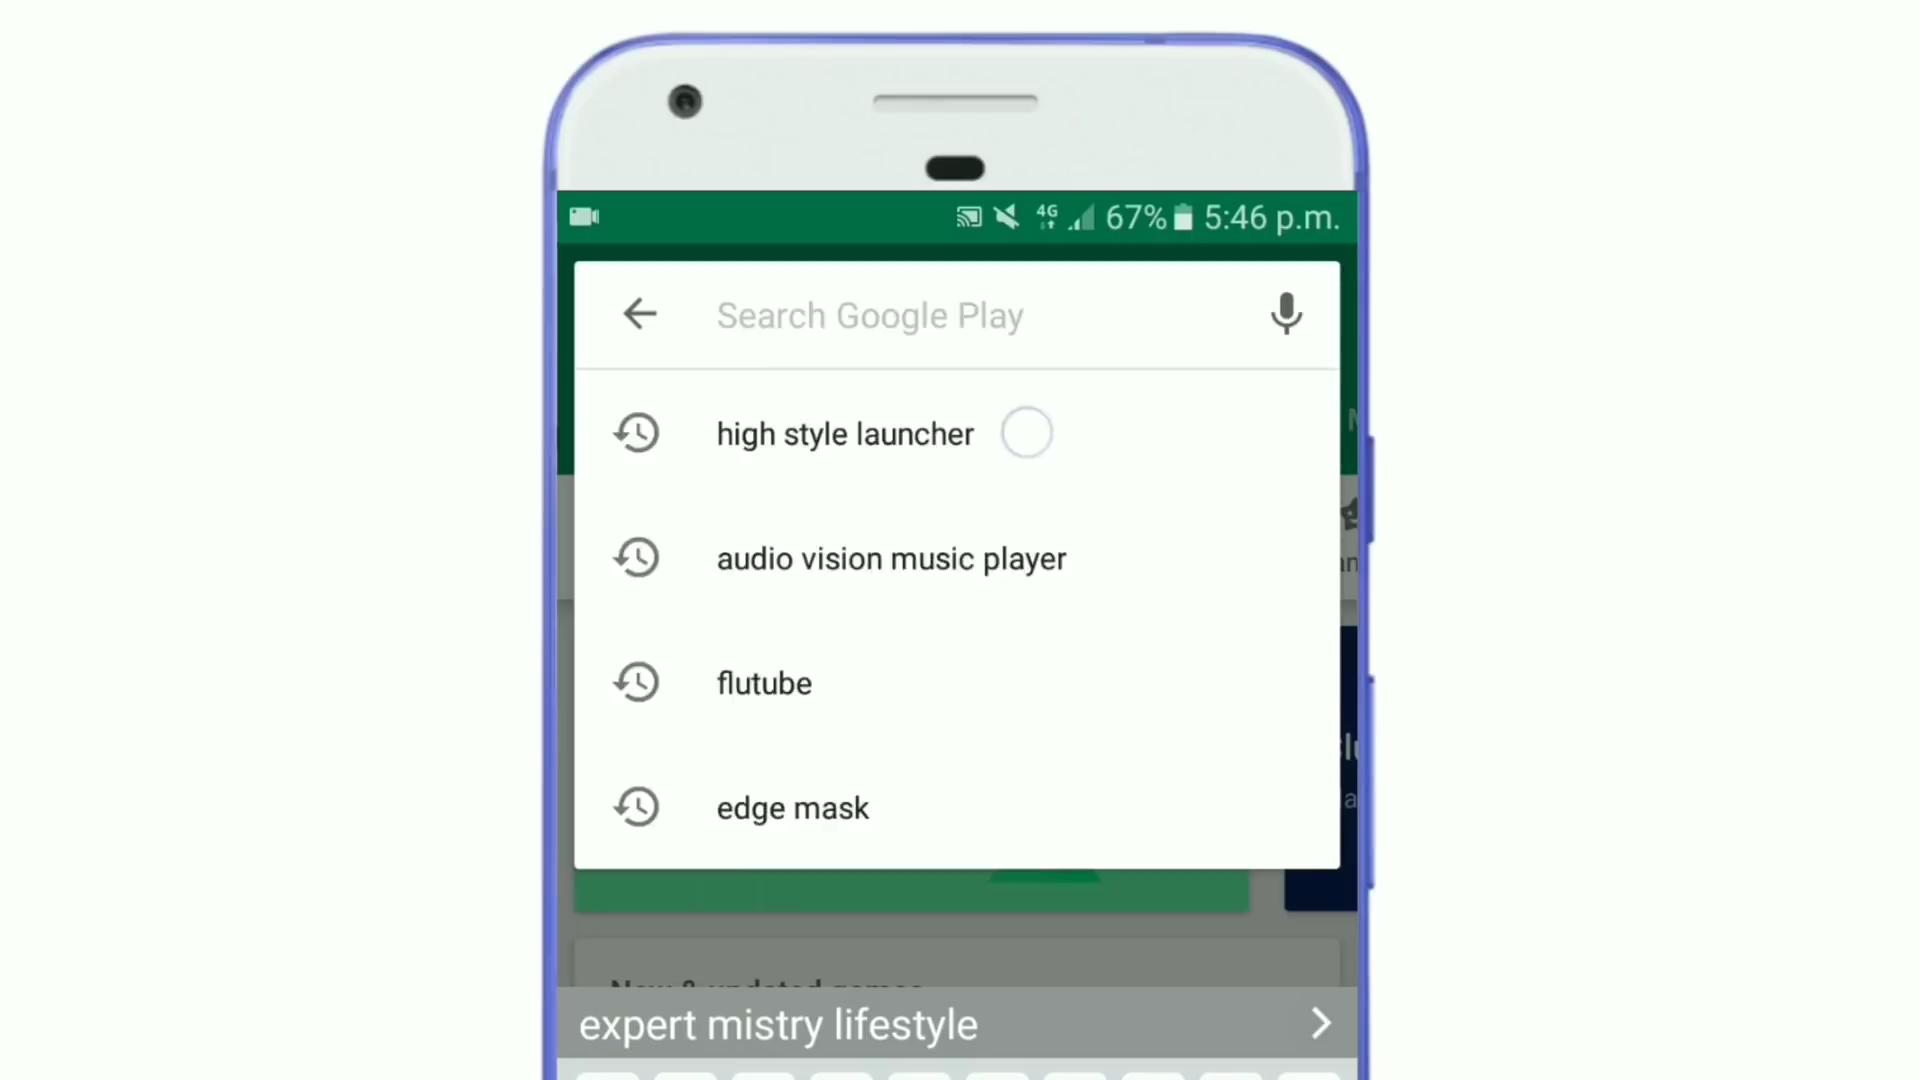 4G 67% 5:46 p.m.
Search Google Play
high style launcher
audio vision music player
flutube
edge mask
New & updated games
expert mistry lifestyle